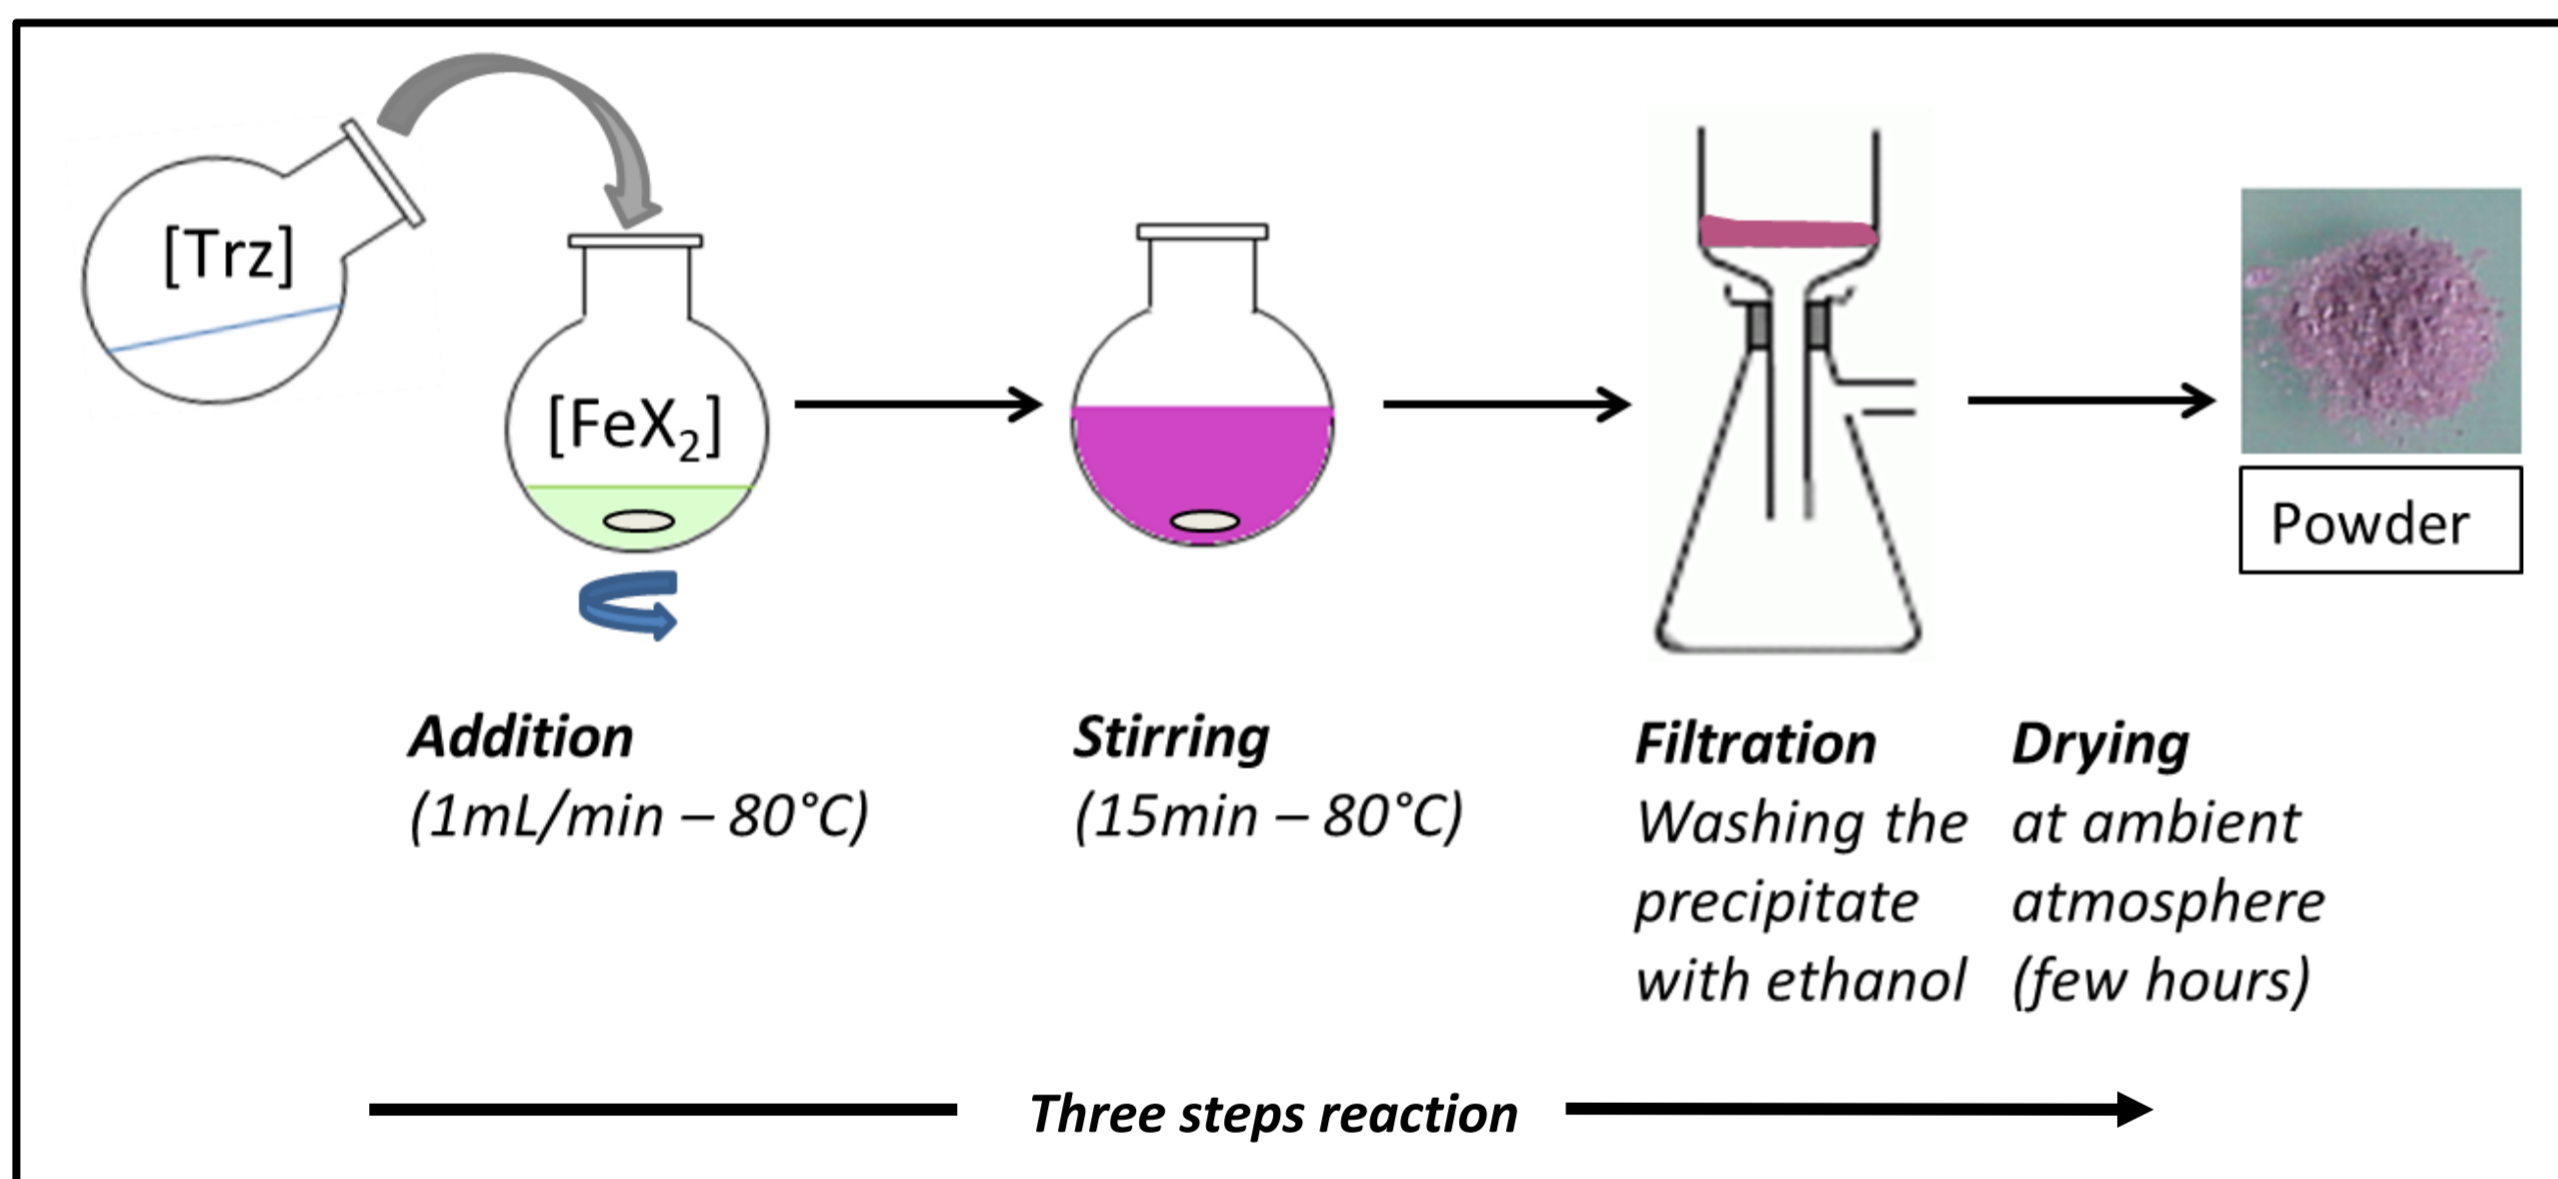 [Trz]
[FeX₂]
Powder
Addition
(1mL/min – 80°C)
Stirring
(15min – 80°C)
Filtration
Washing the
precipitate
with ethanol
Drying
at ambient
atmosphere
(few hours)
Three steps reaction